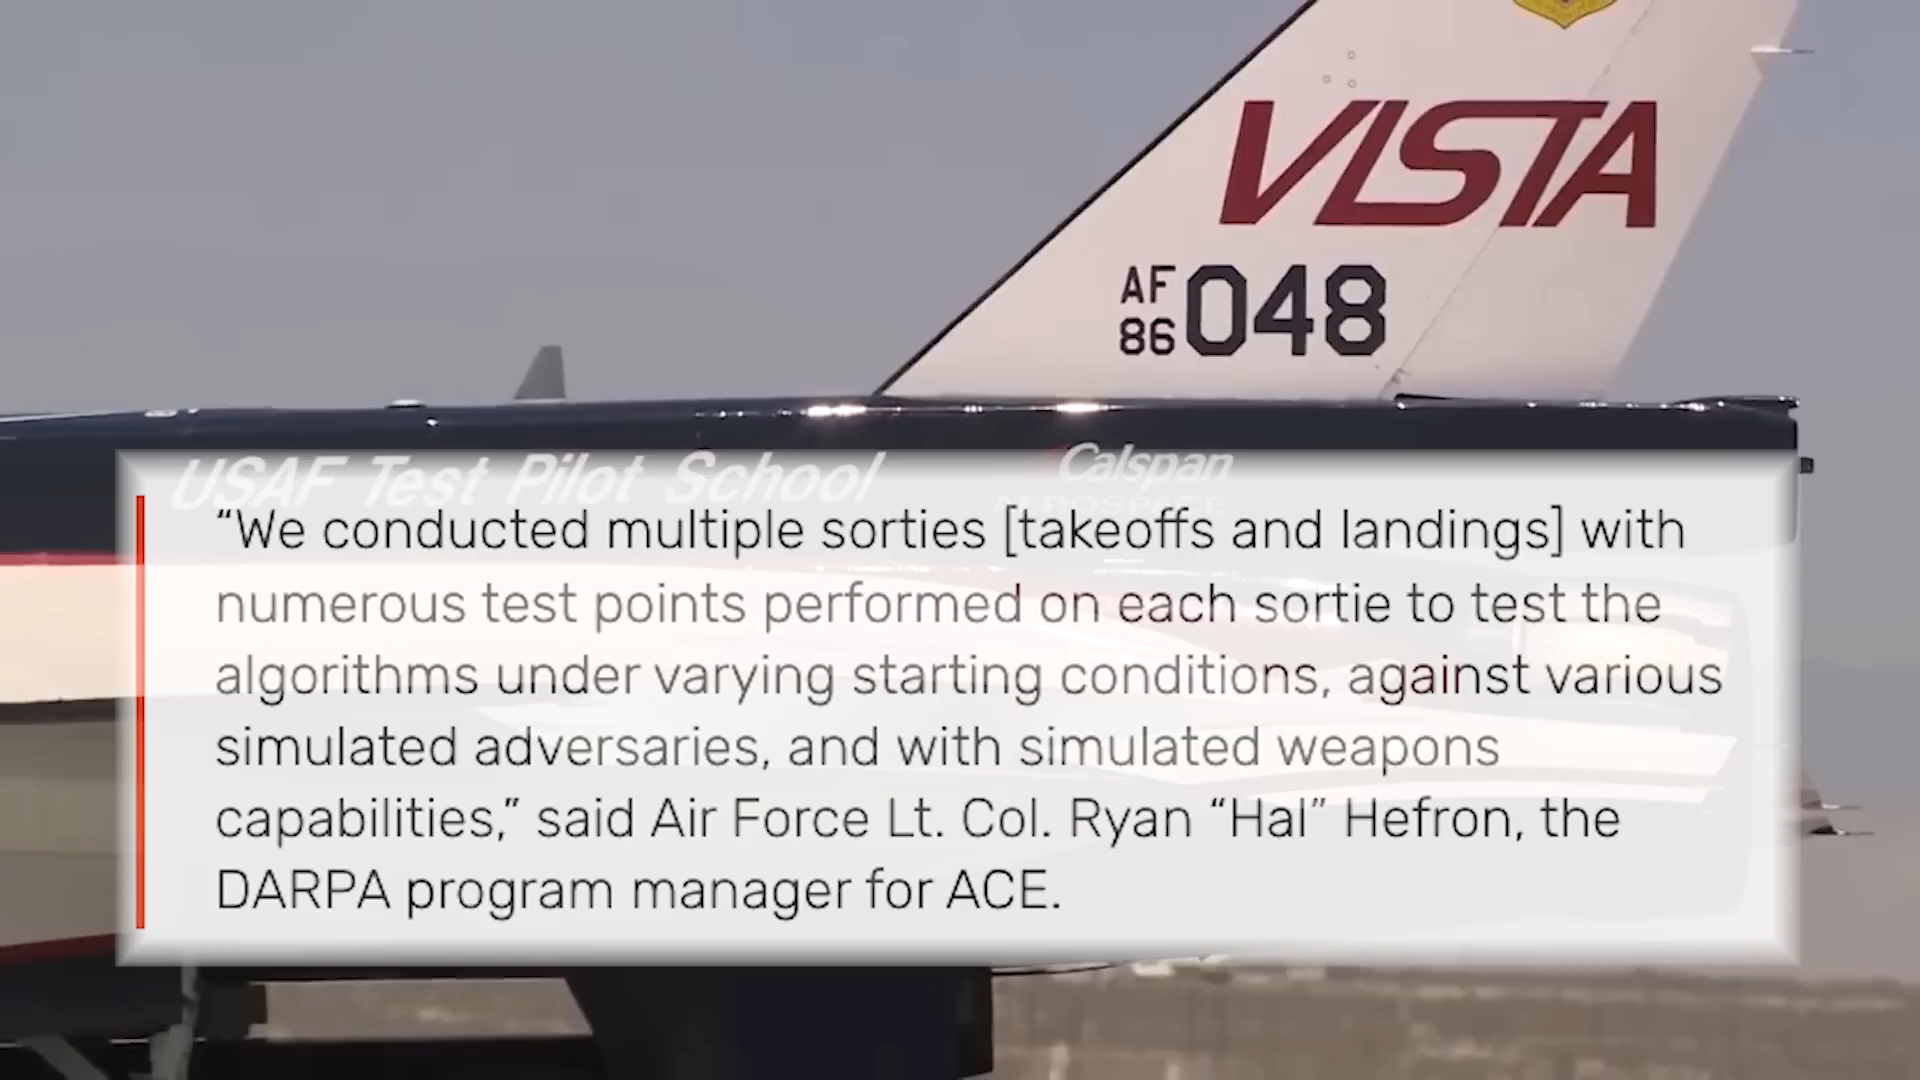 VISTA
AF
86 048
USAF Test Pilot School
Calspan
AEROSPACE
“We conducted multiple sorties [takeoffs and landings] with
numerous test points performed on each sortie to test the
algorithms under varying starting conditions, against various
simulated adversaries, and with simulated weapons
capabilities,” said Air Force Lt. Col. Ryan “Hal” Hefron, the
DARPA program manager for ACE.